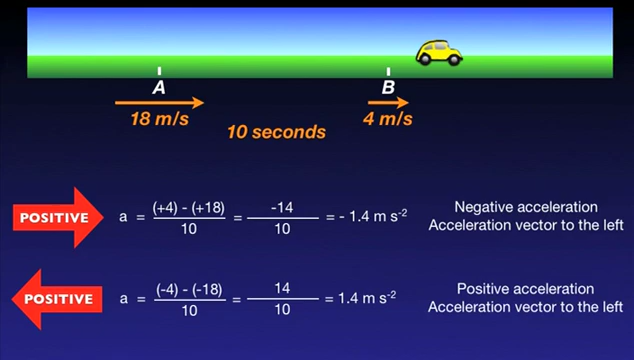 A
B
18 m/s
4 m/s
10 seconds
POSITIVE
a = (+4) - (+18) / 10 = -14 / 10 = - 1.4 m s⁻²
Negative acceleration
Acceleration vector to the left
POSITIVE
a = (-4) - (-18) / 10 = 14 / 10 = 1.4 m s⁻²
Positive acceleration
Acceleration vector to the left